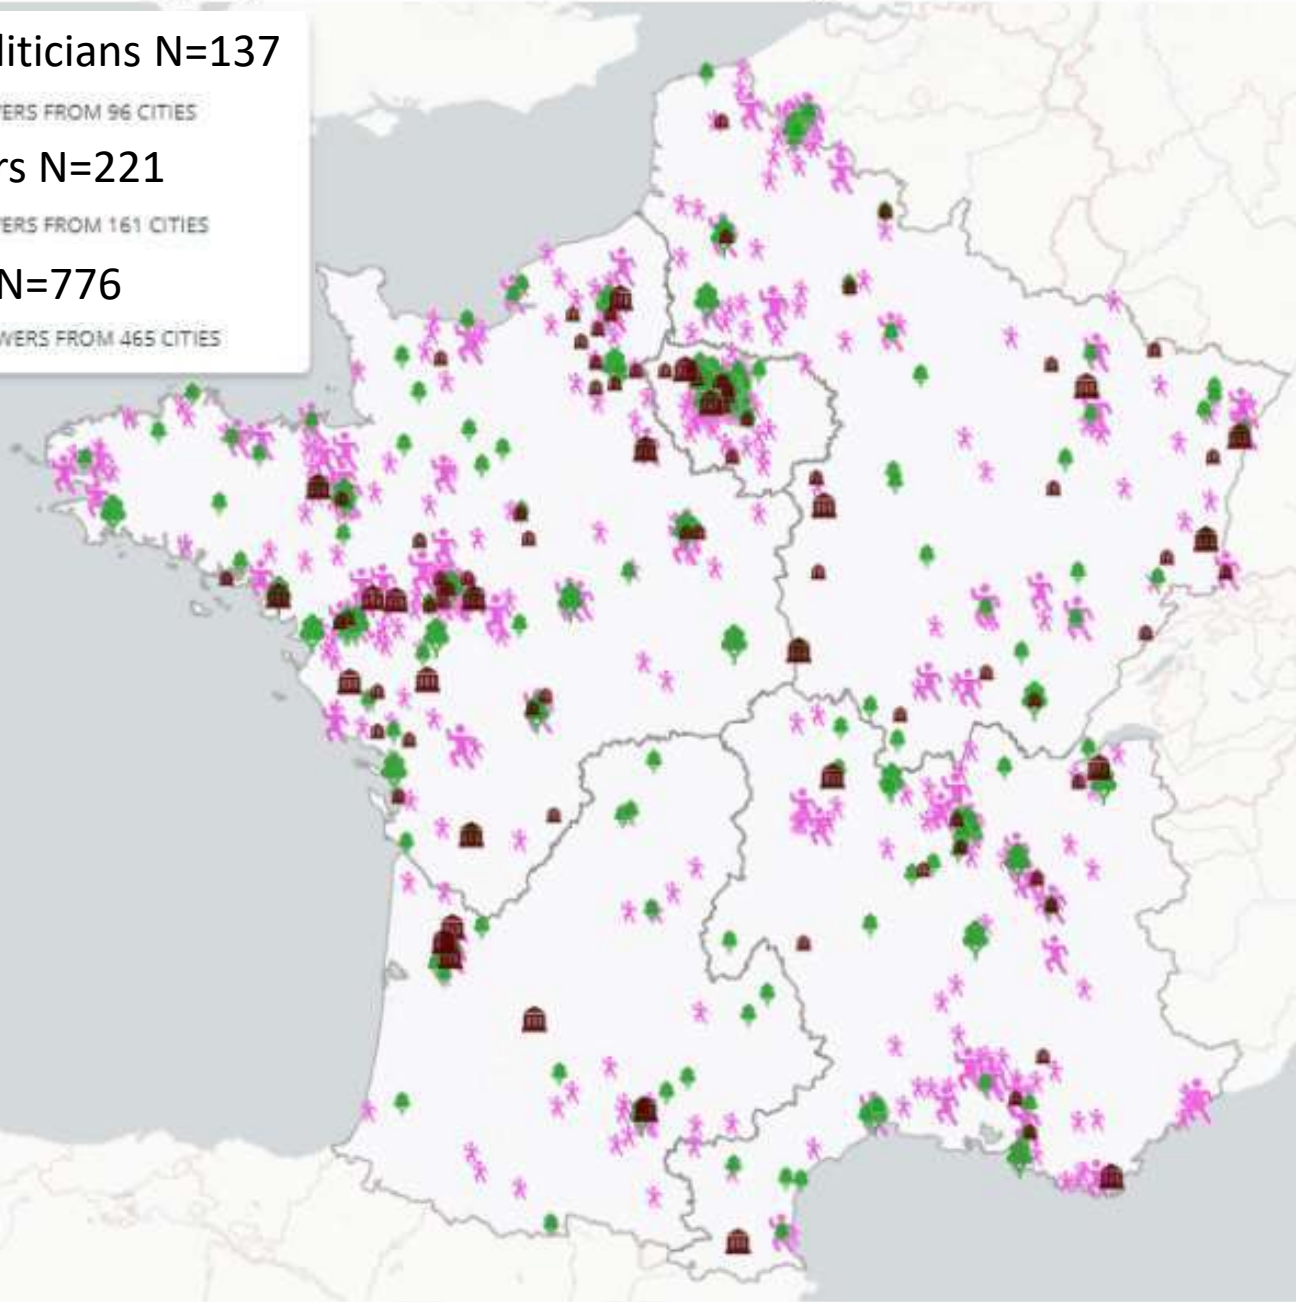 liticians N=137
ERS FROM 96 CITIES
rs N=221
ERS FROM 161 CITIES
N=776
WERS FROM 465 CITIES